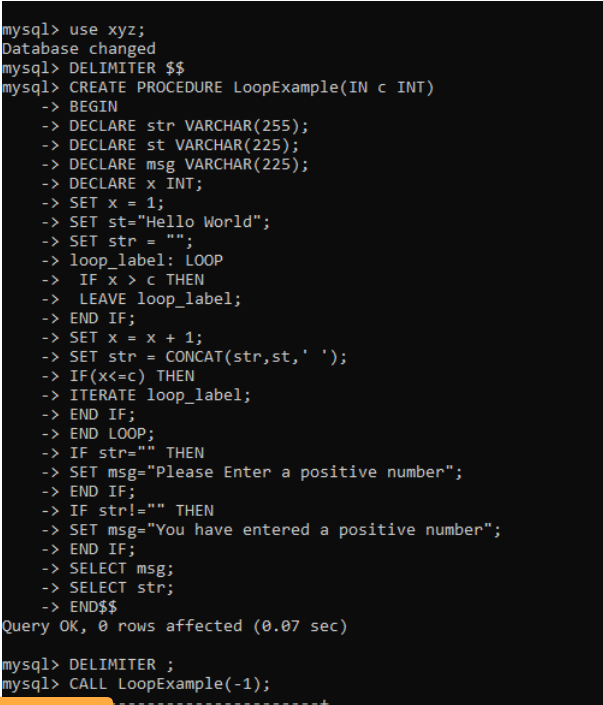 mysql> use xyz;
Database changed
mysql> DELIMITER $$
mysql> CREATE PROCEDURE LoopExample(IN c INT)
    -> BEGIN
    -> DECLARE str VARCHAR(255);
    -> DECLARE st VARCHAR(225);
    -> DECLARE msg VARCHAR(225);
    -> DECLARE x INT;
    -> SET x = 1;
    -> SET st="Hello World";
    -> SET str = "";
    -> loop_label: LOOP
    ->  IF x > c THEN
    ->  LEAVE loop_label;
    -> END IF;
    -> SET x = x + 1;
    -> SET str = CONCAT(str,st,' ');
    -> IF(x<=c) THEN
    -> ITERATE loop_label;
    -> END IF;
    -> END LOOP;
    -> IF str="" THEN
    -> SET msg="Please Enter a positive number";
    -> END IF;
    -> IF str!="" THEN
    -> SET msg="You have entered a positive number";
    -> END IF;
    -> SELECT msg;
    -> SELECT str;
    -> END$$
Query OK, 0 rows affected (0.07 sec)
mysql> DELIMITER ;
mysql> CALL LoopExample(-1);